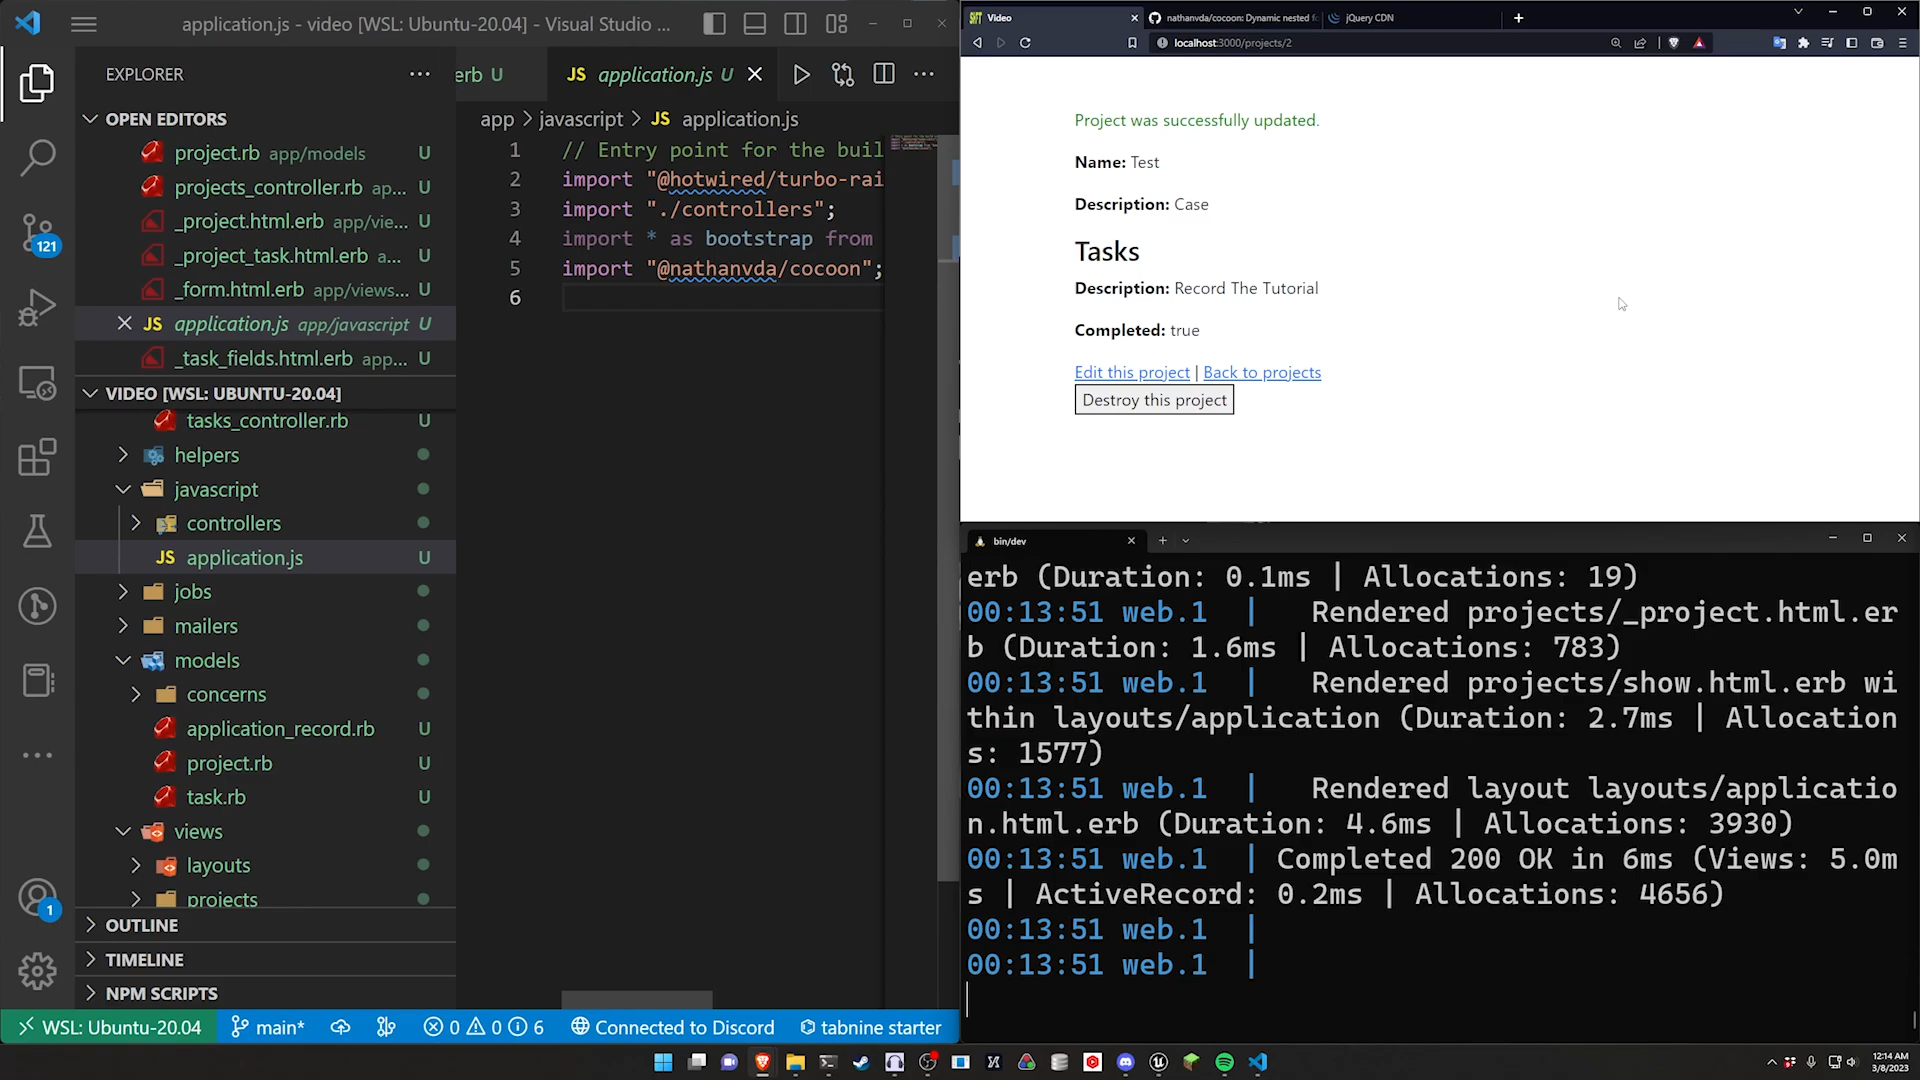 application.js - video [WSL: Ubuntu-20.04] - Visual Studio ...
EXPLORER
OPEN EDITORS
project.rb app/models U
projects_controller.rb ap... U
_project.html.erb app/vie... U
_project_task.html.erb a... U
_form.html.erb app/views... U
JS application.js app/javascript U
_task_fields.html.erb app... U
VIDEO [WSL: UBUNTU-20.04]
tasks_controller.rb U
helpers
javascript
controllers
JS application.js U
jobs
mailers
models
concerns
application_record.rb U
project.rb U
task.rb U
views
layouts
projects
OUTLINE
TIMELINE
NPM SCRIPTS
121
1
erb U
JS application.js U
app > javascript > JS application.js
1 // Entry point for the buil
2 import "@hotwired/turbo-rai
3 import "./controllers";
4 import * as bootstrap from
5 import "@nathanvda/cocoon";
6
WSL: Ubuntu-20.04 main* 0 0 6 Connected to Discord tabnine starter
Video
nathanvda/cocoon: Dynamic nested f
jQuery CDN
localhost:3000/projects/2
Project was successfully updated.
Name: Test
Description: Case
Tasks
Description: Record The Tutorial
Completed: true
Edit this project | Back to projects
Destroy this project
bin/dev
erb (Duration: 0.1ms | Allocations: 19)
00:13:51 web.1 | Rendered projects/_project.html.er
b (Duration: 1.6ms | Allocations: 783)
00:13:51 web.1 | Rendered projects/show.html.erb wi
thin layouts/application (Duration: 2.7ms | Allocation
s: 1577)
00:13:51 web.1 | Rendered layout layouts/applicatio
n.html.erb (Duration: 4.6ms | Allocations: 3930)
00:13:51 web.1 | Completed 200 OK in 6ms (Views: 5.0m
s | ActiveRecord: 0.2ms | Allocations: 4656)
00:13:51 web.1 |
00:13:51 web.1 |
12:14 AM
3/8/2023